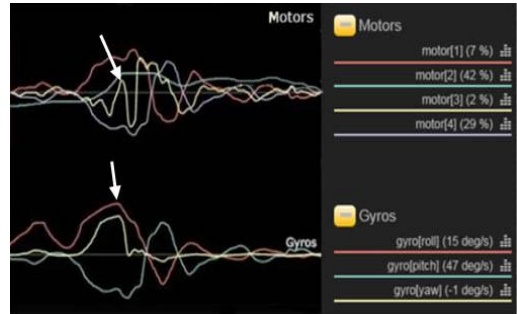 Motors
Motors
motor[1] (7 %)
motor[2] (42 %)
motor[3] (2 %)
motor[4] (29 %)
Gyros
Gyros
gyro[roll] (15 deg/s)
gyro[pitch] (47 deg/s)
gyro[yaw] (-1 deg/s)